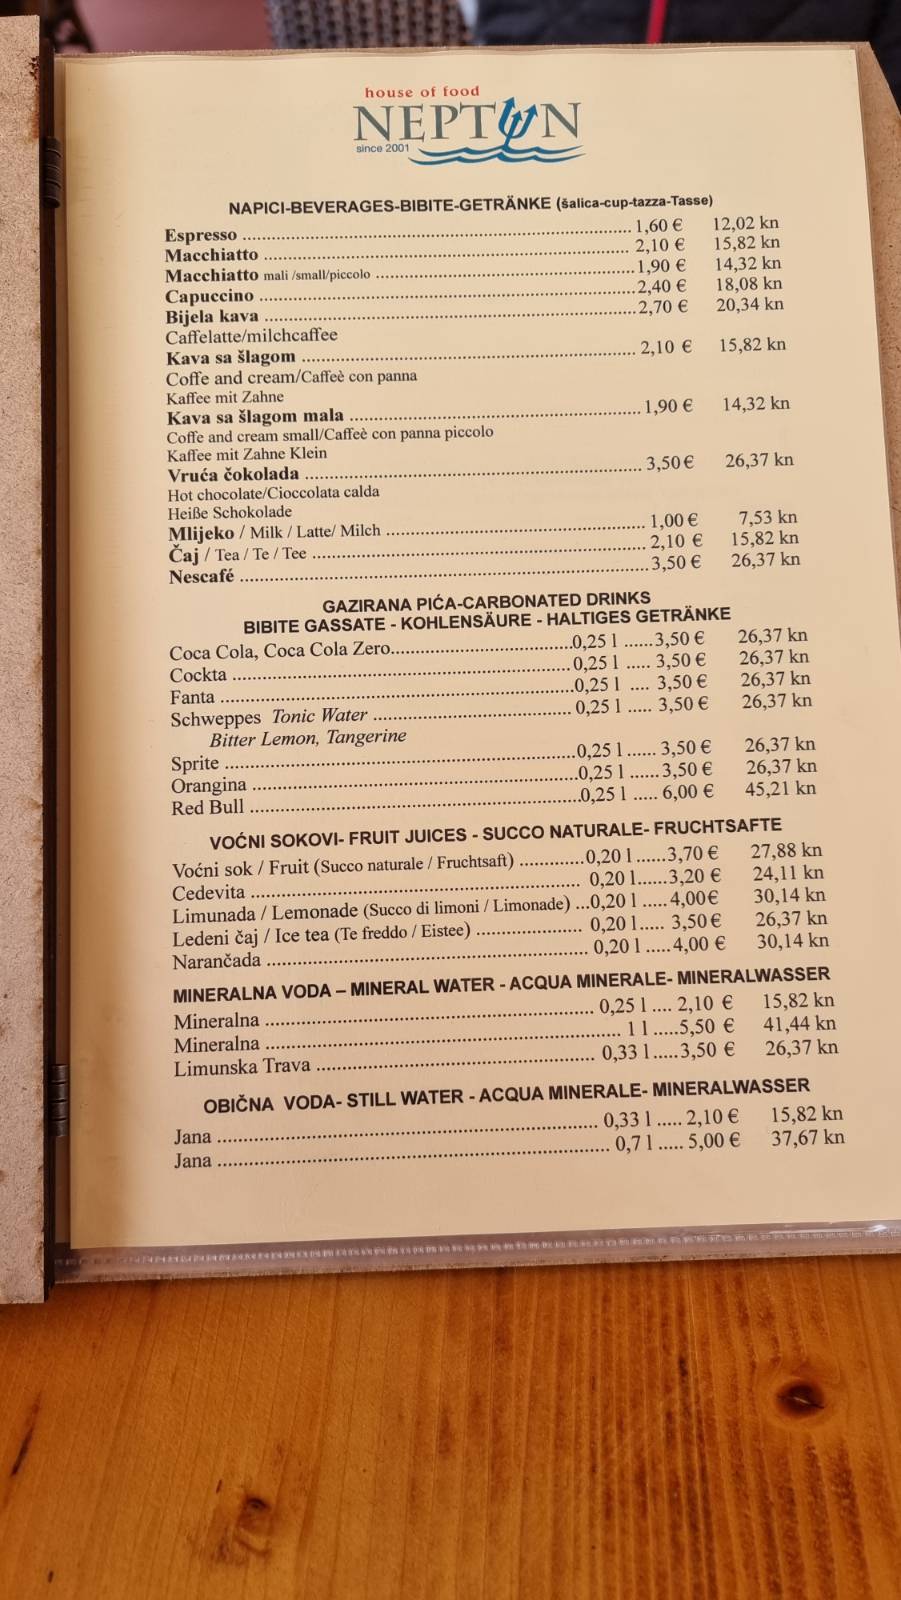 house of food
NEPTUN
since 2001
NAPICI-BEVERAGES-BIBITE-GETRÄNKE (šalica-cup-tazza-Tasse)
Espresso ........ 1,60 € 12,02 kn
Macchiatto ........ 2,10 € 15,82 kn
Macchiatto mali /small/piccolo ........ 1,90 € 14,32 kn
Capuccino ........ 2,40 € 18,08 kn
Bijela kava ........ 2,70 € 20,34 kn
Caffelatte/milchcaffee
Kava sa šlagom ........ 2,10 € 15,82 kn
Coffe and cream/Caffeè con panna
Kaffee mit Zahne
Kava sa šlagom mala ........ 1,90 € 14,32 kn
Coffe and cream small/Caffeè con panna piccolo
Kaffee mit Zahne Klein
Vruća čokolada ........ 3,50 € 26,37 kn
Hot chocolate/Cioccolata calda
Heiße Schokolade
Mlijeko / Milk / Latte/ Milch ........ 1,00 € 7,53 kn
Čaj / Tea / Te / Tee ........ 2,10 € 15,82 kn
Nescafé ........ 3,50 € 26,37 kn
GAZIRANA PIĆA-CARBONATED DRINKS
BIBITE GASSATE - KOHLENSÄURE - HALTIGES GETRÄNKE
Coca Cola, Coca Cola Zero........0,25 l ......3,50 € 26,37 kn
Cockta ........ 0,25 l ..... 3,50 € 26,37 kn
Fanta ........0,25 l .... 3,50 € 26,37 kn
Schweppes Tonic Water ........ 0,25 l ..... 3,50 € 26,37 kn
Bitter Lemon, Tangerine
Sprite ........0,25 l ...... 3,50 € 26,37 kn
Orangina ........0,25 l ...... 3,50 € 26,37 kn
Red Bull ........0,25 l ..... 6,00 € 45,21 kn
VOĆNI SOKOVI- FRUIT JUICES - SUCCO NATURALE- FRUCHTSAFTE
Voćni sok / Fruit (Succo naturale / Fruchtsaft) ........0,20 l ......3,70 € 27,88 kn
Cedevita ........ 0,20 l......3,20 € 24,11 kn
Limunada / Lemonade (Succo di limoni / Limonade) ...0,20 l .....4,00€ 30,14 kn
Ledeni čaj / Ice tea (Te freddo / Eistee) ........ 0,20 l..... 3,50 € 26,37 kn
Narančada ........ 0,20 l .....4,00 € 30,14 kn
MINERALNA VODA – MINERAL WATER - ACQUA MINERALE- MINERALWASSER
Mineralna ........ 0,25 l .... 2,10 € 15,82 kn
Mineralna ........ 1 l .....5,50 € 41,44 kn
Limunska Trava ........ 0,33 l.....3,50 € 26,37 kn
OBIČNA VODA- STILL WATER - ACQUA MINERALE- MINERALWASSER
Jana ........ 0,33 l ..... 2,10 € 15,82 kn
Jana ........ 0,7 l ..... 5,00 € 37,67 kn